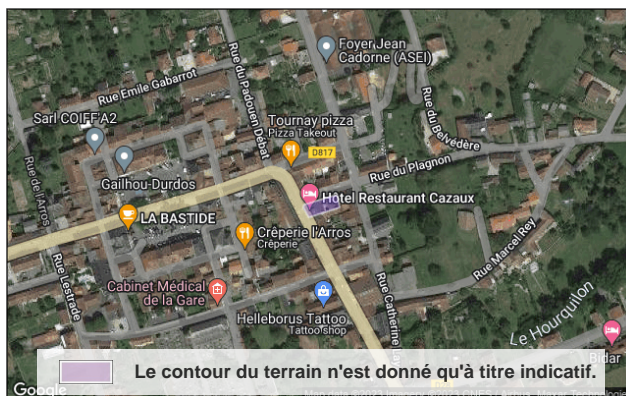 Foyer Jean
Cadorne (ASEI)
Rue Emile Gabarrot
Rue du Padouen Débat
Sarl COIFF'A2
Tournay pizza
Pizza Takeout
Rue du Belvédère
D817
Rue du Plagnon
Gailhou-Durdos
Rue de l'Arros
Hôtel Restaurant Cazaux
LA BASTIDE
Crêperie l'Arros
Crêperie
Rue Marcel Rey
Rue Lestrade
Cabinet Médical
de la Gare
Helleborus Tattoo
Tattoo shop
Rue Catherine
Le Hourquilon
Bidar
Le contour du terrain n'est donné qu'à titre indicatif.
Google